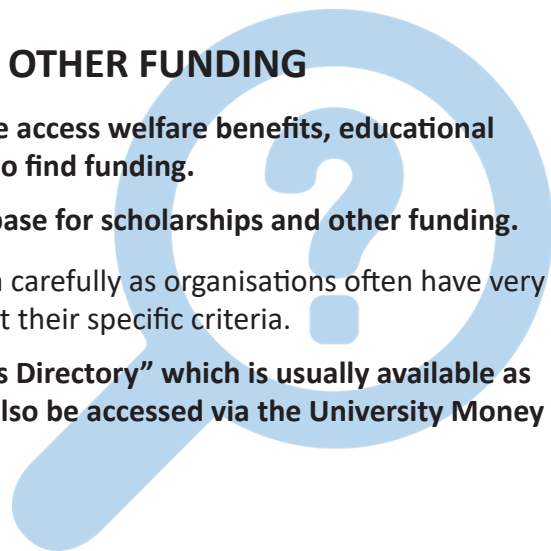 OTHER FUNDING
e access welfare benefits, educational
o find funding.
base for scholarships and other funding.
carefully as organisations often have very
t their specific criteria.
s Directory” which is usually available as
lso be accessed via the University Money